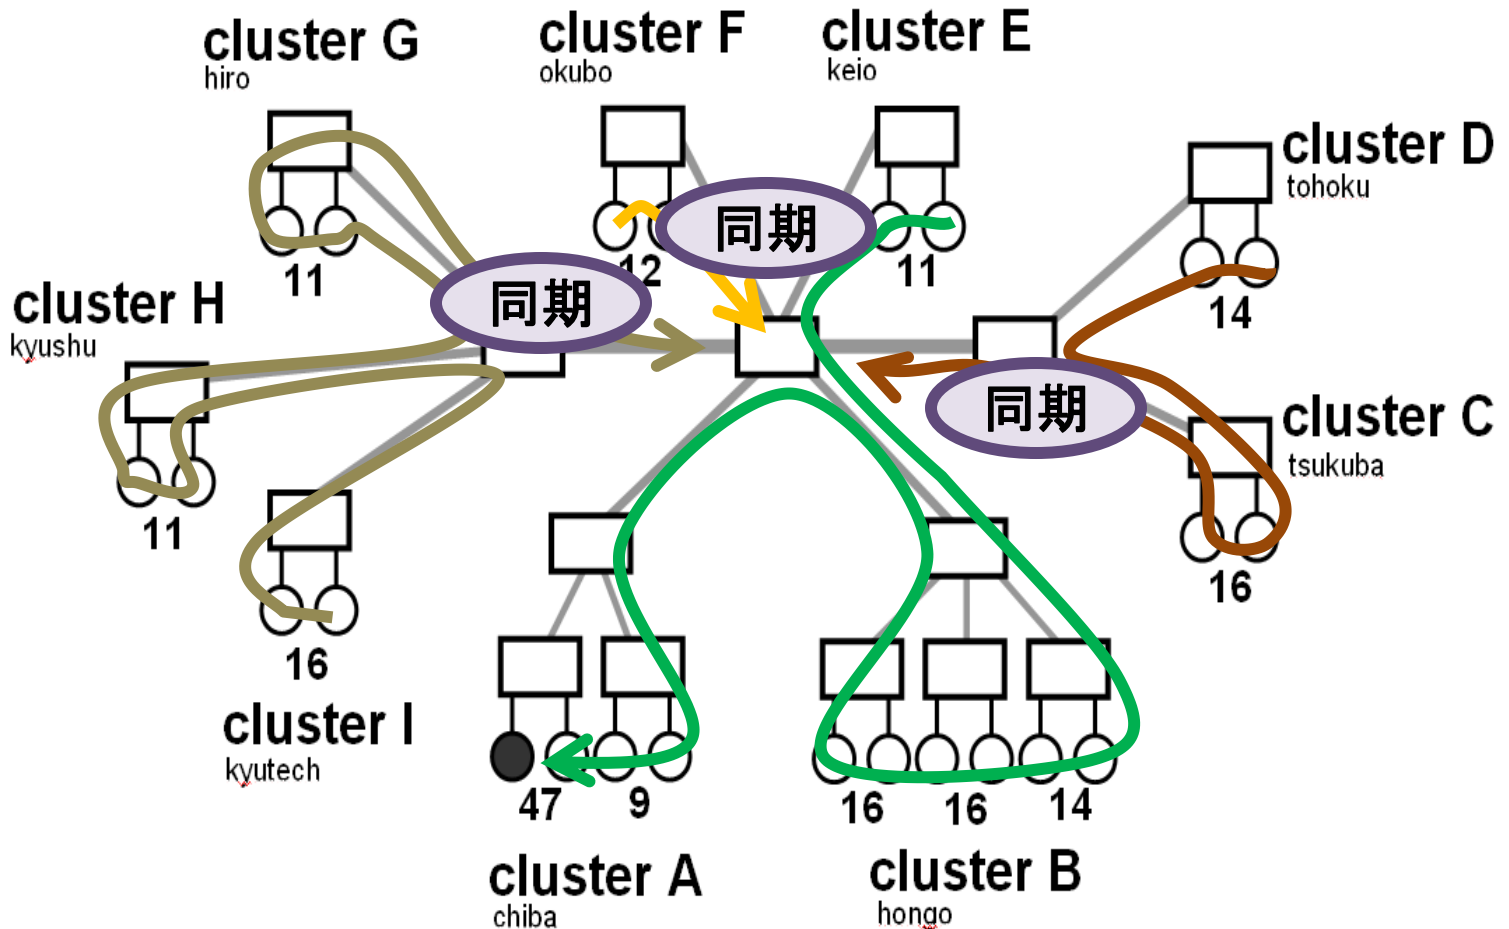 cluster G
hiro
11
cluster F
okubo
12
cluster E
keio
11
cluster D
tohoku
14
同期
同期
同期
cluster H
kyushu
11
cluster C
tsukuba
16
16
cluster I
kyutech
47
9
cluster A
chiba
16
16
14
cluster B
hongo